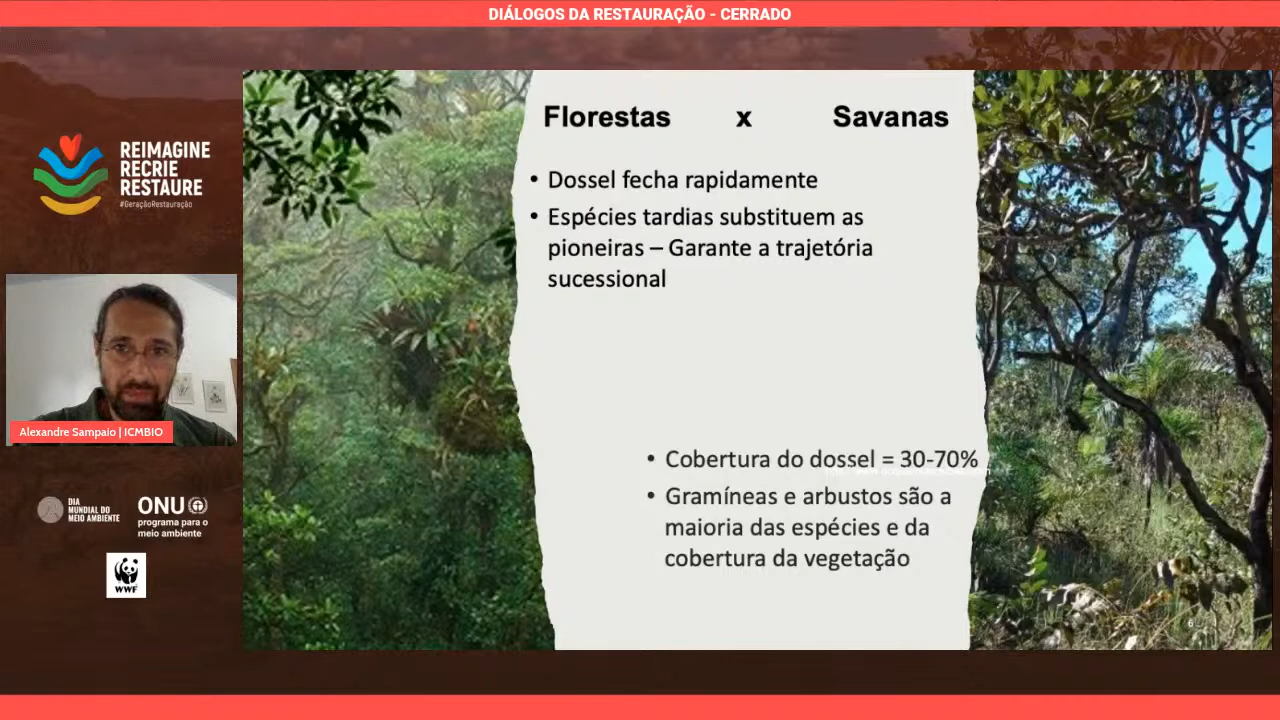 DIÁLOGOS DA RESTAURAÇÃO - CERRADO
REIMAGINE
RECRIE
RESTAURE
#GeraçãoRestauração
Alexandre Sampaio | ICMBIO
DIA
MUNDIAL DO
MEIO AMBIENTE
ONU
programa para o
meio ambiente
WWF
Florestas x Savanas
• Dossel fecha rapidamente
• Espécies tardias substituem as
pioneiras – Garante a trajetória
sucessional
• Cobertura do dossel = 30-70%
• Gramíneas e arbustos são a
maioria das espécies e da
cobertura da vegetação
6